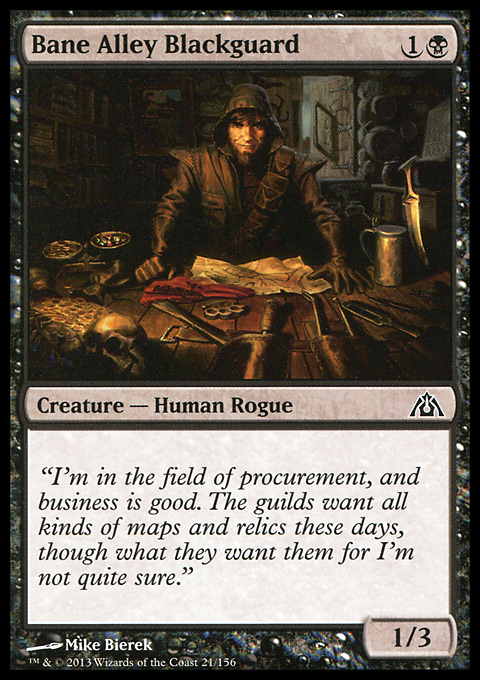 Bane Alley Blackguard 1
Creature — Human Rogue
“I’m in the field of procurement, and
business is good. The guilds want all
kinds of maps and relics these days,
though what they want them for I’m
not quite sure.”
1/3
Mike Bierek
™ & © 2013 Wizards of the Coast 21/156